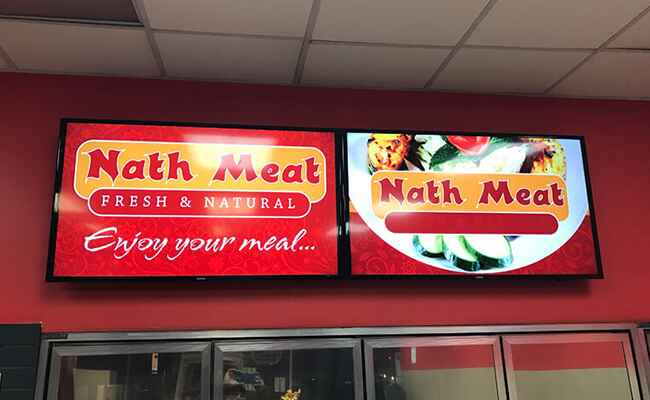 Nath Meat
FRESH & NATURAL
Enjoy your meal...
Nath Meat